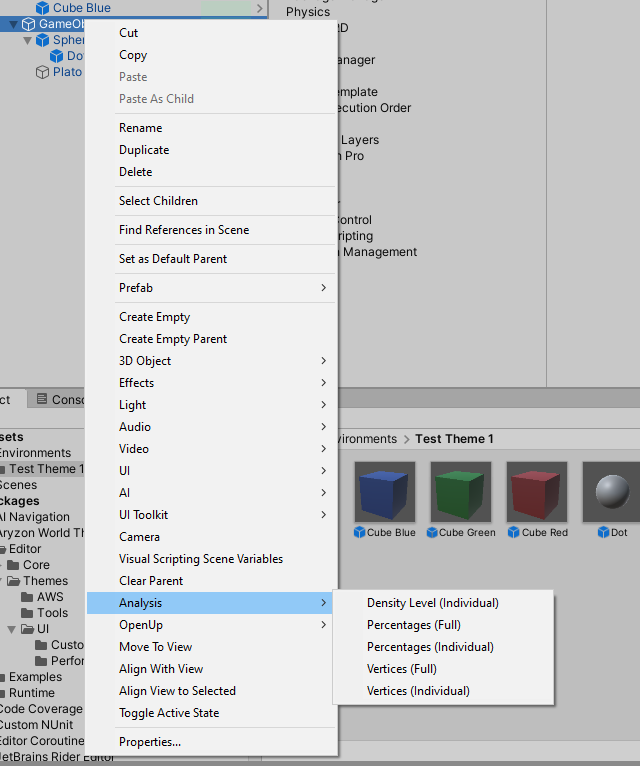 Cube Blue
GameOb
Spher
Do
Plato
Physics
anager
emplate
ecution Order
Layers
n Pro
ontrol
ripting
Management
Cut
Copy
Paste
Paste As Child
Rename
Duplicate
Delete
Select Children
Find References in Scene
Set as Default Parent
Prefab
Create Empty
Create Empty Parent
3D Object
Effects
Light
Audio
Video
UI
AI
UI Toolkit
Camera
Visual Scripting Scene Variables
Clear Parent
Analysis
OpenUp
Move To View
Align With View
Align View to Selected
Toggle Active State
Properties...
Density Level (Individual)
Percentages (Full)
Percentages (Individual)
Vertices (Full)
Vertices (Individual)
ct
Conso
ssets
Environments
Test Theme 1
Scenes
ckages
AI Navigation
Aryzon World Th
Editor
Core
Themes
AWS
Tools
UI
Custo
Perfor
Examples
Runtime
Code Coverage
Custom NUnit
Editor Coroutine
JetBrains Rider Editor
vironments > Test Theme 1
Cube Blue
Cube Green
Cube Red
Dot